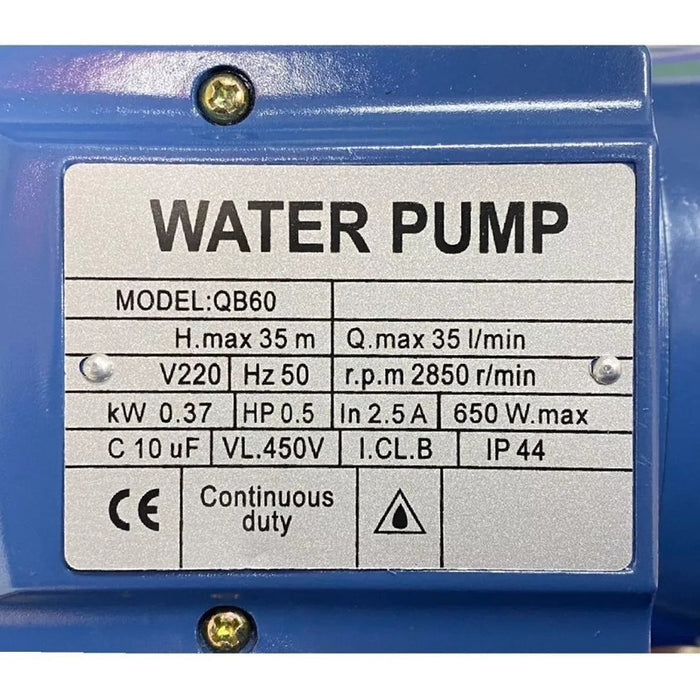 WATER PUMP
MODEL:QB60
H.max 35 m Q.max 35 l/min
V220 Hz 50 r.p.m 2850 r/min
kW 0.37 HP 0.5 In 2.5 A 650 W.max
C 10 uF VL.450V I.CL.B IP 44
CE Continuous
duty